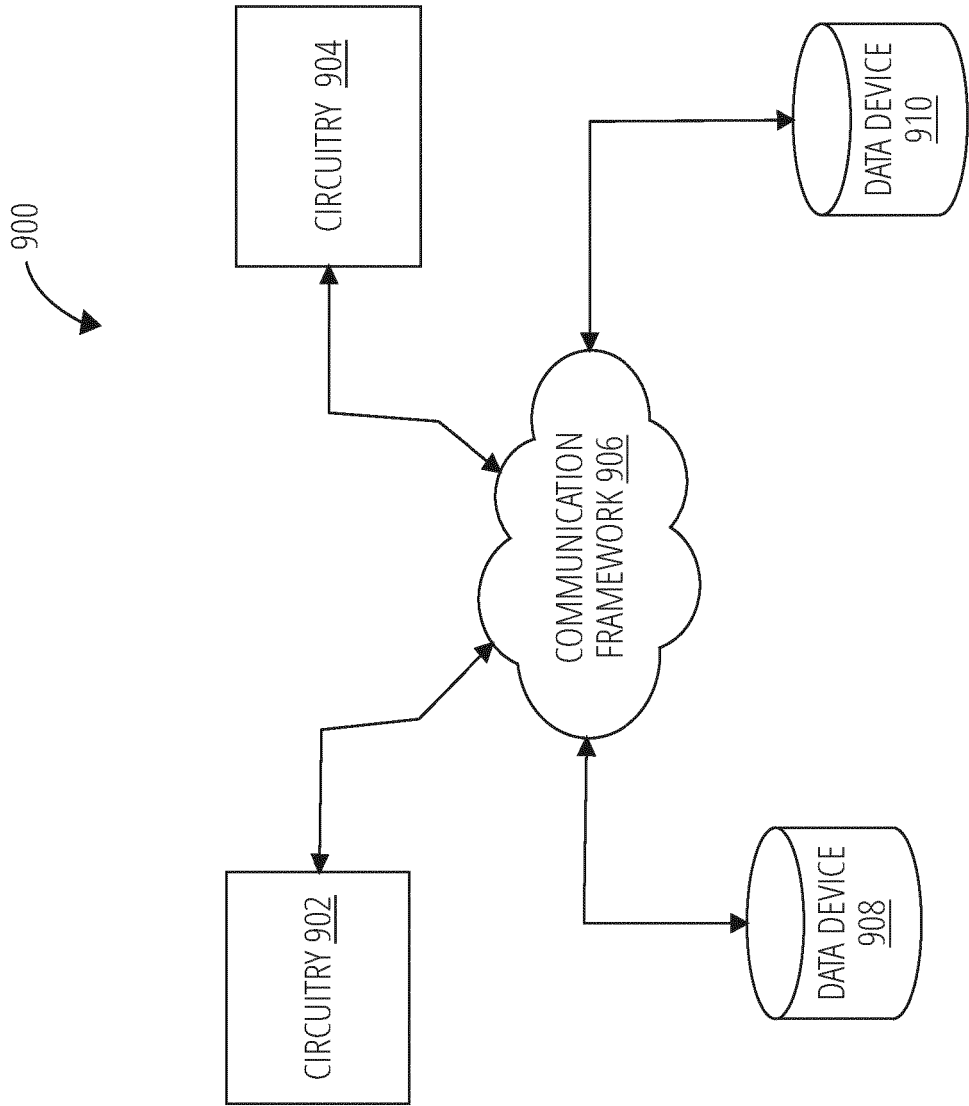 900
CIRCUITRY 902
CIRCUITRY 904
COMMUNICATION
FRAMEWORK 906
DATA DEVICE
908
DATA DEVICE
910